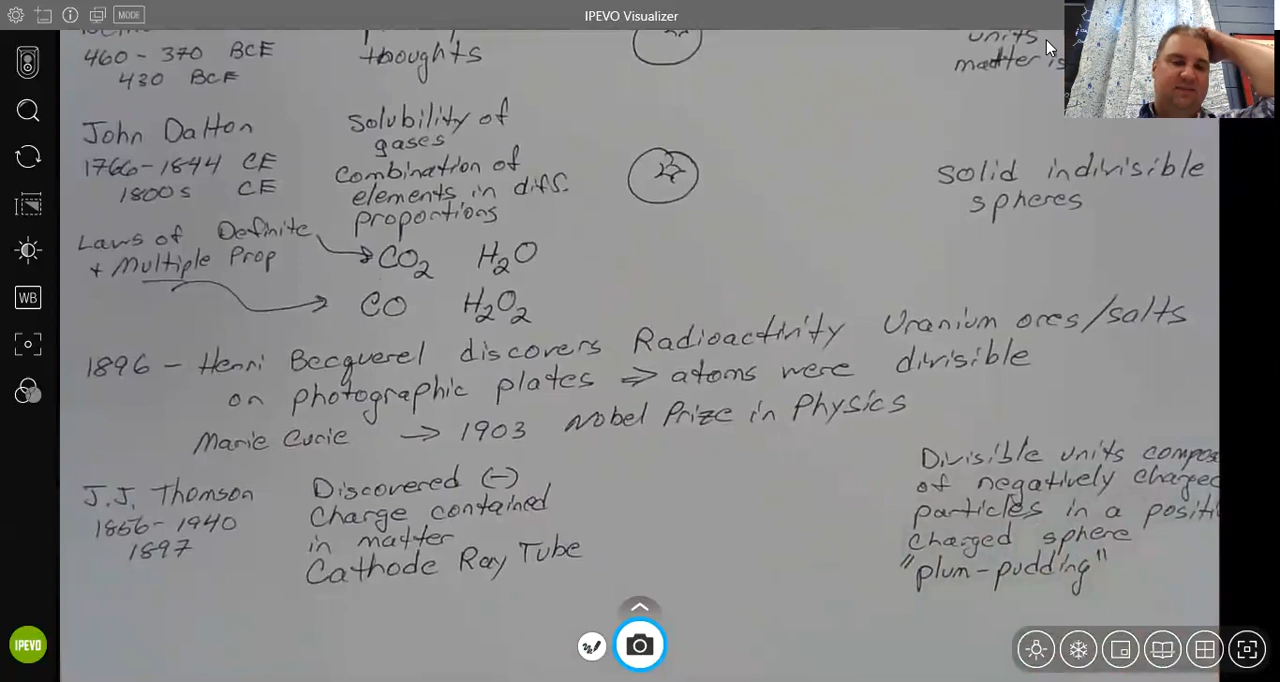 IPEVO Visualizer
MODE
460 - 370 BCE
430 BCE
thoughts
units
matter is
John Dalton
1766-1844 CE
1800s CE
Solubility of
gases
Combination of
elements in diff.
proportions
solid indivisible
spheres
Laws of Definite
+ Multiple Prop
CO2 H2O
CO H2O2
1896 - Henri Becquerel discovers Radioactivity Uranium ores/salts
on photographic plates => atoms were divisible
Marie Curie -> 1903 Nobel Prize in Physics
J.J. Thomson
1856-1940
1897
Discovered (-)
Charge contained
in matter
Cathode Ray Tube
Divisible units compos
of negatively charged
particles in a positi
charged sphere
"plum-pudding"
WB
IPEVO